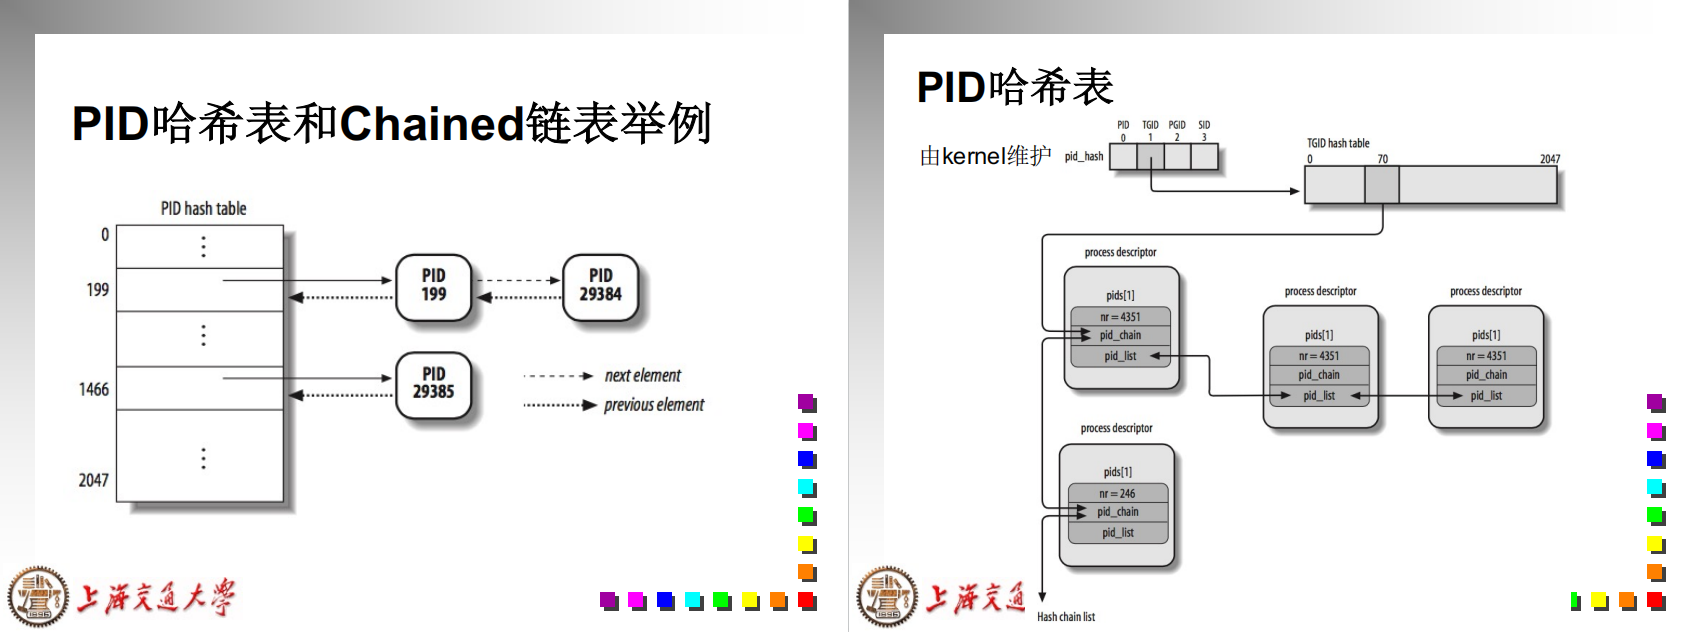 PID哈希表和Chained链表举例
PID hash table
0
199
1466
2047
PID
199
PID
29384
PID
29385
next element
previous element
上海交通大学
1896
PID哈希表
由kernel维护
pid_hash
PID TGID PGID SID
0 1 2 3
TGID hash table
0 70 2047
process descriptor
pids[1]
nr = 4351
pid_chain
pid_list
process descriptor
pids[1]
nr = 4351
pid_chain
pid_list
process descriptor
pids[1]
nr = 4351
pid_chain
pid_list
process descriptor
pids[1]
nr = 246
pid_chain
pid_list
Hash chain list
上海交通
1896